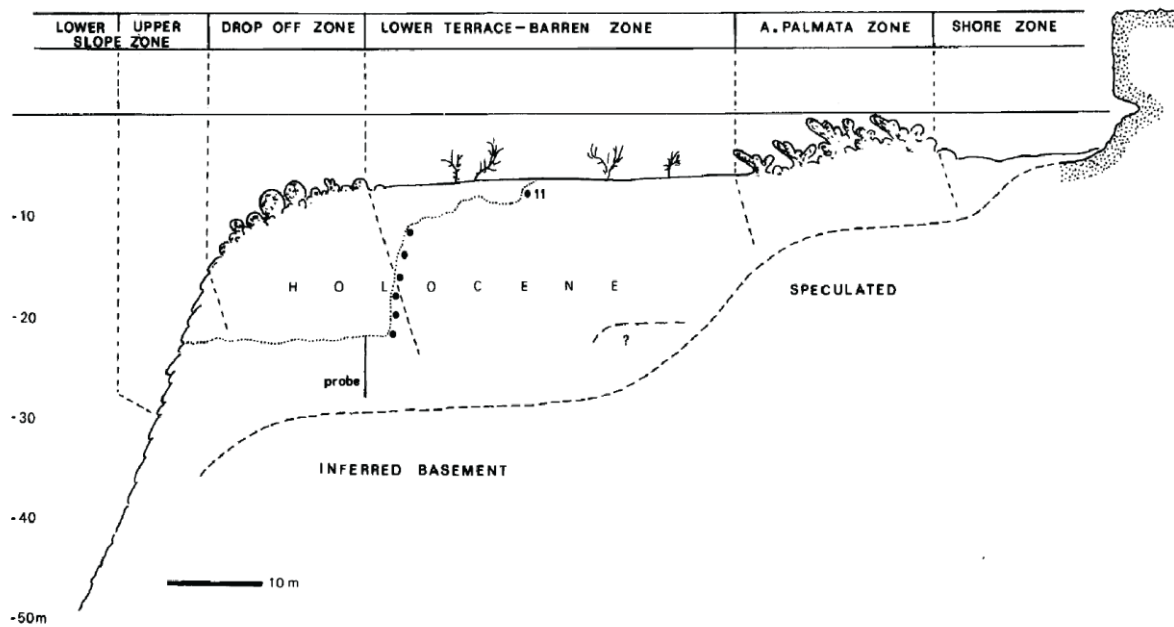 LOWER UPPER DROP OFF ZONE LOWER TERRACE-BARREN ZONE A. PALMATA ZONE SHORE ZONE
SLOPE ZONE
11
-10
H O L O C E N E
SPECULATED
-20
?
probe
-30
INFERRED BASEMENT
-40
10 m
-50m